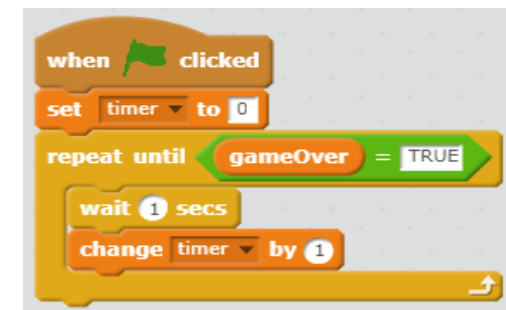 when clicked
set timer to 0
repeat until gameOver = TRUE
wait 1 secs
change timer by 1